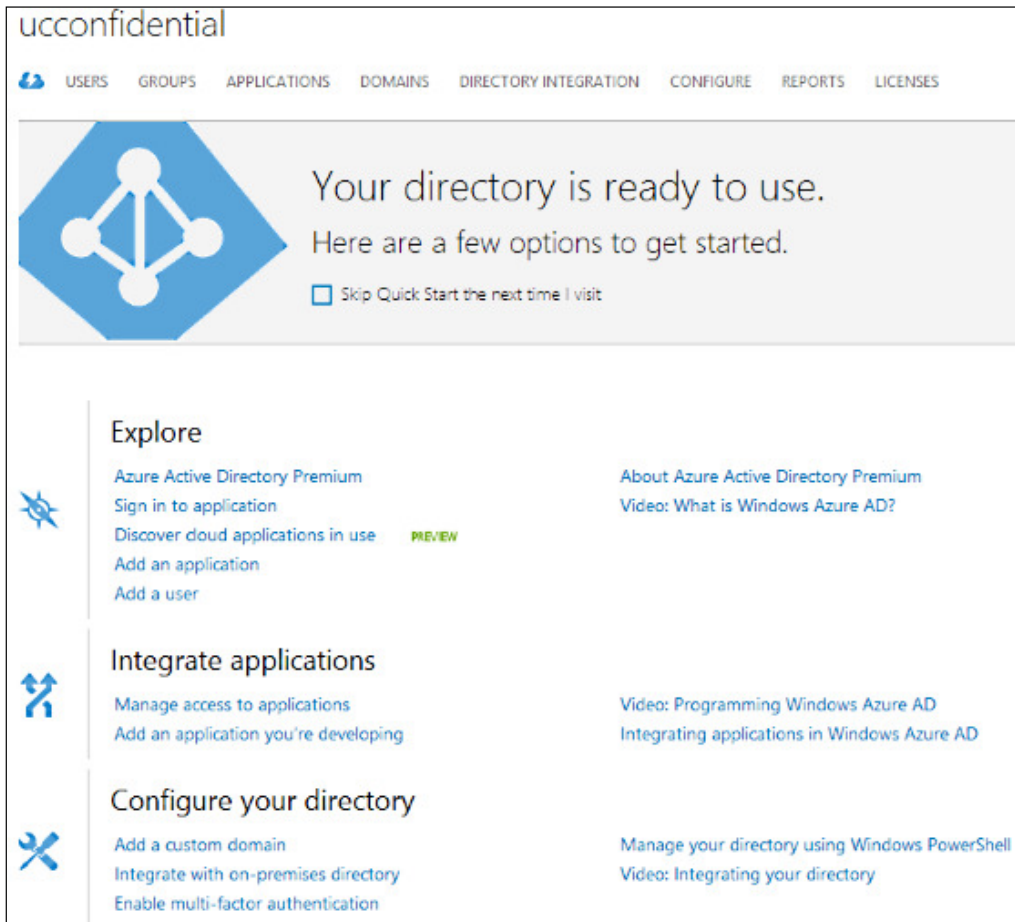 ucconfidential
USERS GROUPS APPLICATIONS DOMAINS DIRECTORY INTEGRATION CONFIGURE REPORTS LICENSES
Your directory is ready to use.
Here are a few options to get started.
Skip Quick Start the next time I visit
Explore
Azure Active Directory Premium
About Azure Active Directory Premium
Sign in to application
Video: What is Windows Azure AD?
Discover cloud applications in use PREVIEW
Add an application
Add a user
Integrate applications
Manage access to applications
Video: Programming Windows Azure AD
Add an application you're developing
Integrating applications in Windows Azure AD
Configure your directory
Add a custom domain
Manage your directory using Windows PowerShell
Integrate with on-premises directory
Video: Integrating your directory
Enable multi-factor authentication